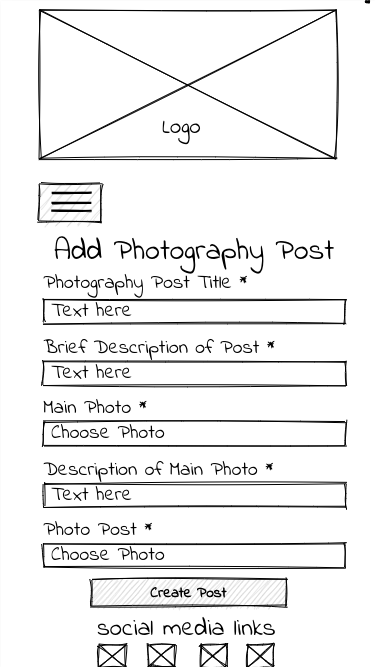 Logo
Add Photography Post
Photography Post Title *
Text here
Brief Description of Post *
Text here
Main Photo *
Choose Photo
Description of Main Photo *
Text here
Photo Post *
Choose Photo
Create Post
social media links